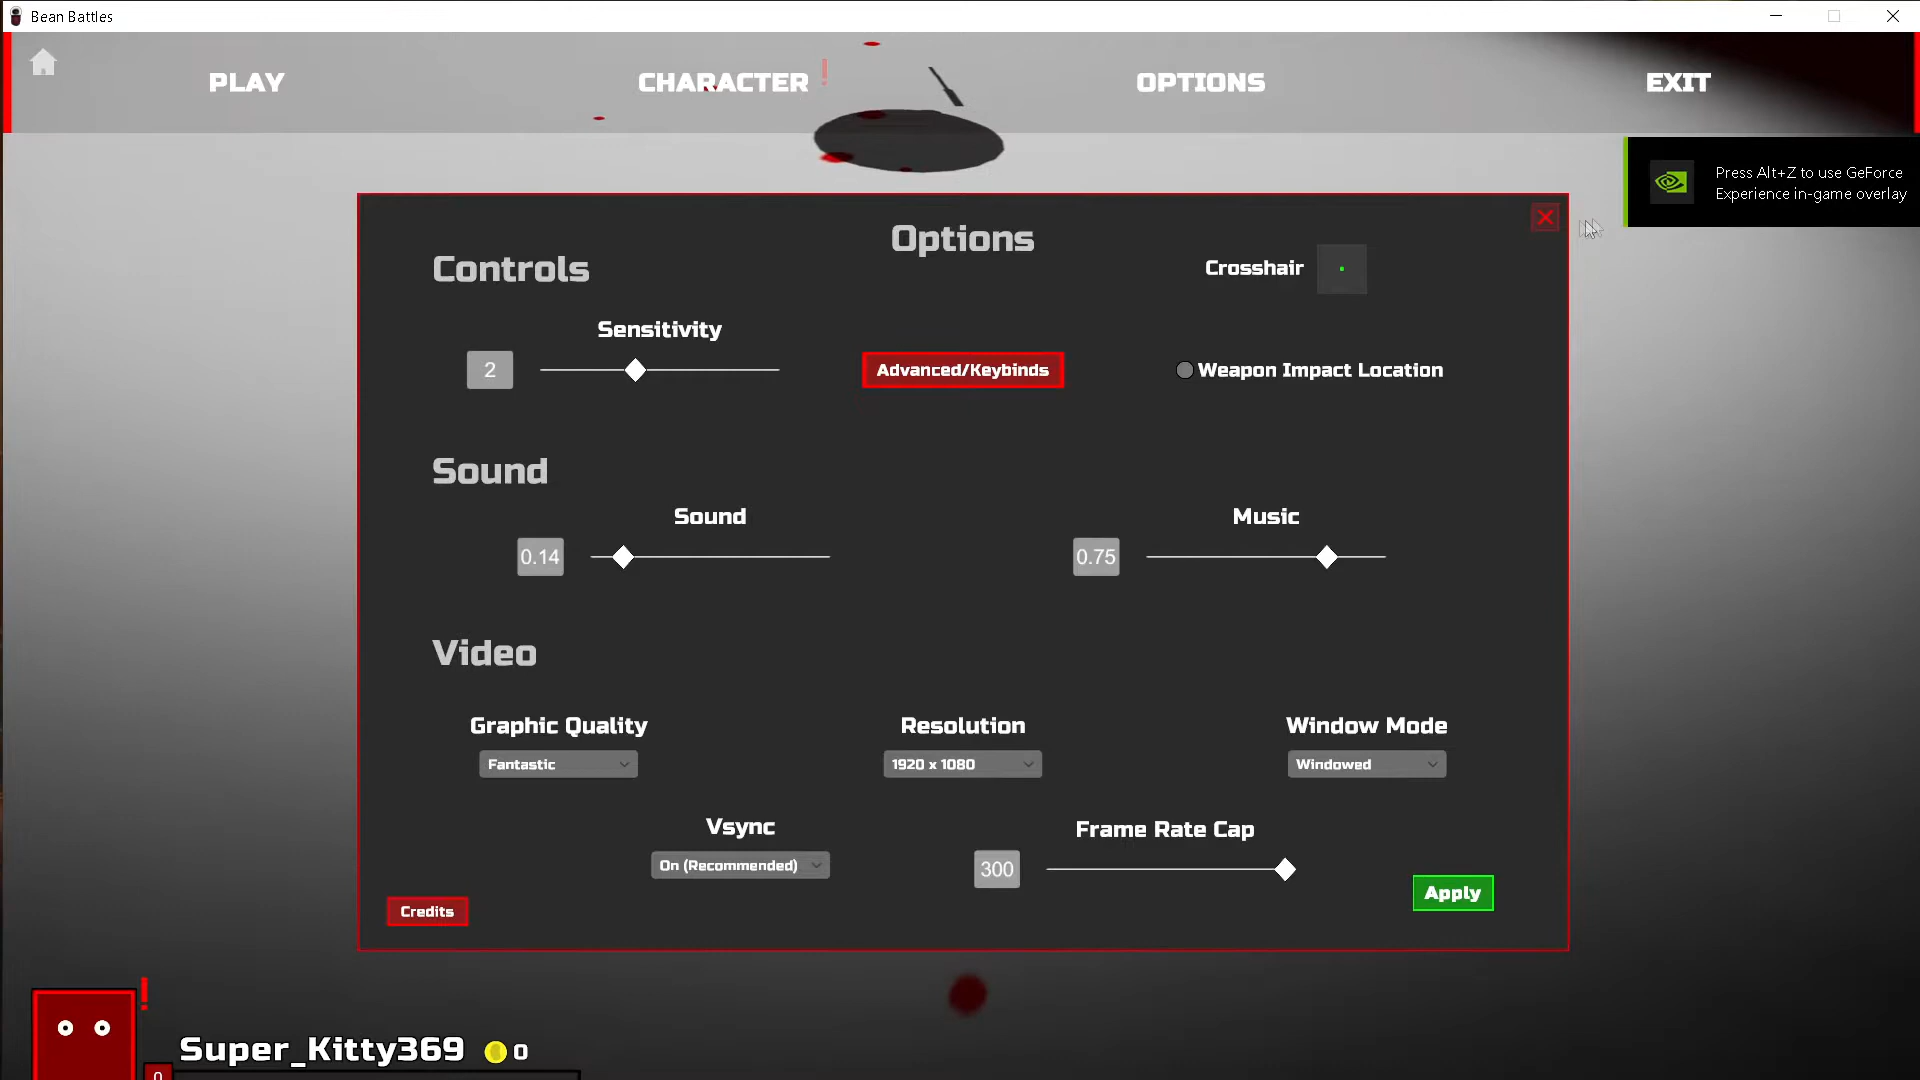 Bean Battles
PLAY
CHARACTER
!
OPTIONS
EXIT
Press Alt+Z to use GeForce
Experience in-game overlay
Options
Controls
Crosshair
Sensitivity
2
Advanced/Keybinds
Weapon Impact Location
Sound
Sound
0.14
Music
0.75
Video
Graphic Quality
Fantastic
Resolution
1920 x 1080
Window Mode
Windowed
Vsync
On (Recommended)
Frame Rate Cap
300
Apply
Credits
!
Super_Kitty369
0
0